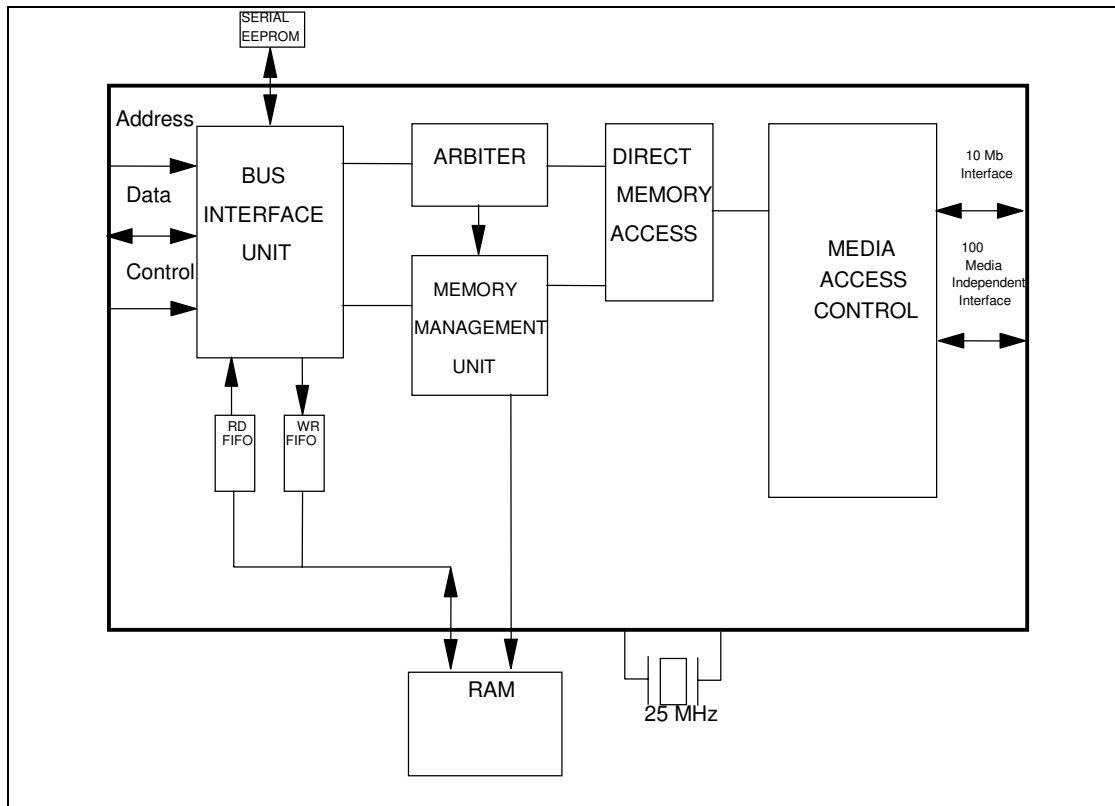 SERIAL
EEPROM
Address
Data
Control
BUS
INTERFACE
UNIT
ARBITER
MEMORY
MANAGEMENT
UNIT
DIRECT
MEMORY
ACCESS
MEDIA
ACCESS
CONTROL
10 Mb
Interface
100
Media
Independent
Interface
RD
FIFO
WR
FIFO
RAM
25 MHz